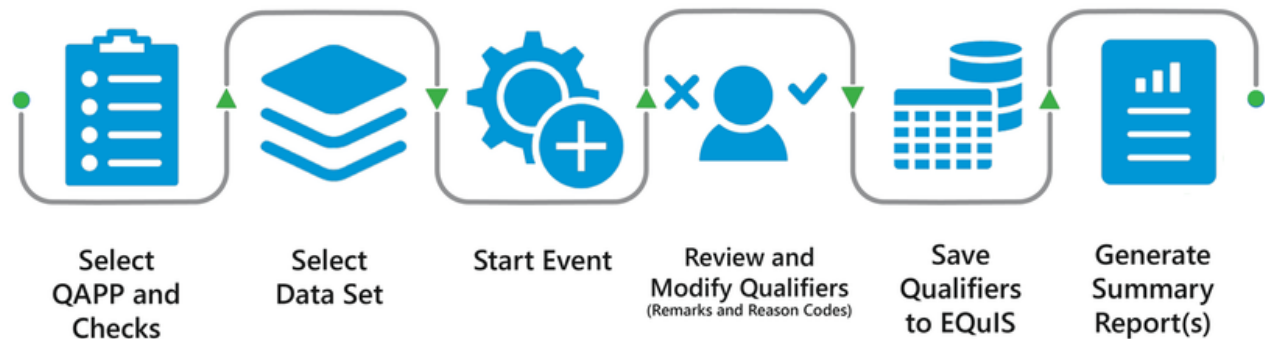 Select
QAPP and
Checks
Select
Data Set
Start Event
Review and
Modify Qualifiers
(Remarks and Reason Codes)
Save
Qualifiers
to EQuIS
Generate
Summary
Report(s)